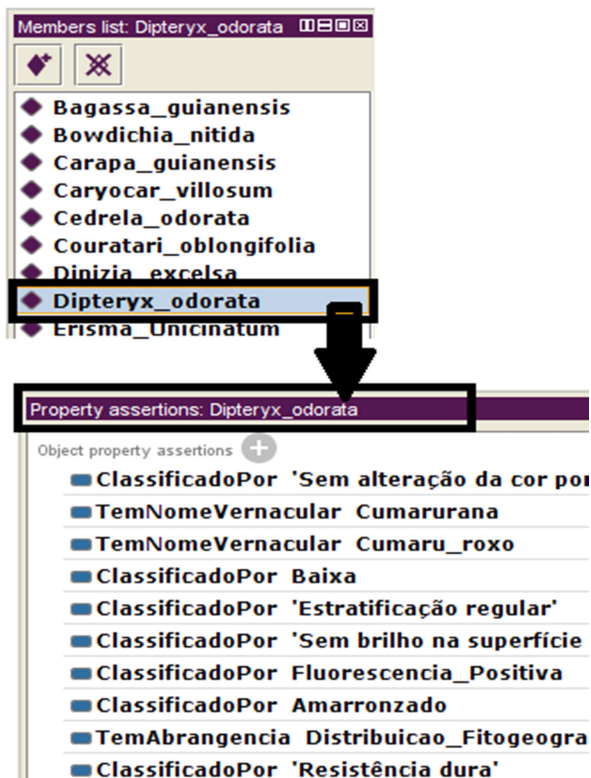 Members list: Dipteryx_odorata
Bagassa_guianensis
Bowdichia_nitida
Carapa_guianensis
Caryocar_villosum
Cedrela_odorata
Couratari_oblongifolia
Dinizia_excelsa
Dipteryx_odorata
Erisma_Unicinatum
Property assertions: Dipteryx_odorata
Object property assertions
ClassificadoPor 'Sem alteração da cor por
TemNomeVernacular Cumarurana
TemNomeVernacular Cumaru_roxo
ClassificadoPor Baixa
ClassificadoPor 'Estratificação regular'
ClassificadoPor 'Sem brilho na superfície
ClassificadoPor Fluorescencia_Positiva
ClassificadoPor Amarronzado
TemAbrangencia Distribuicao_Fitogeogra
ClassificadoPor 'Resistência dura'